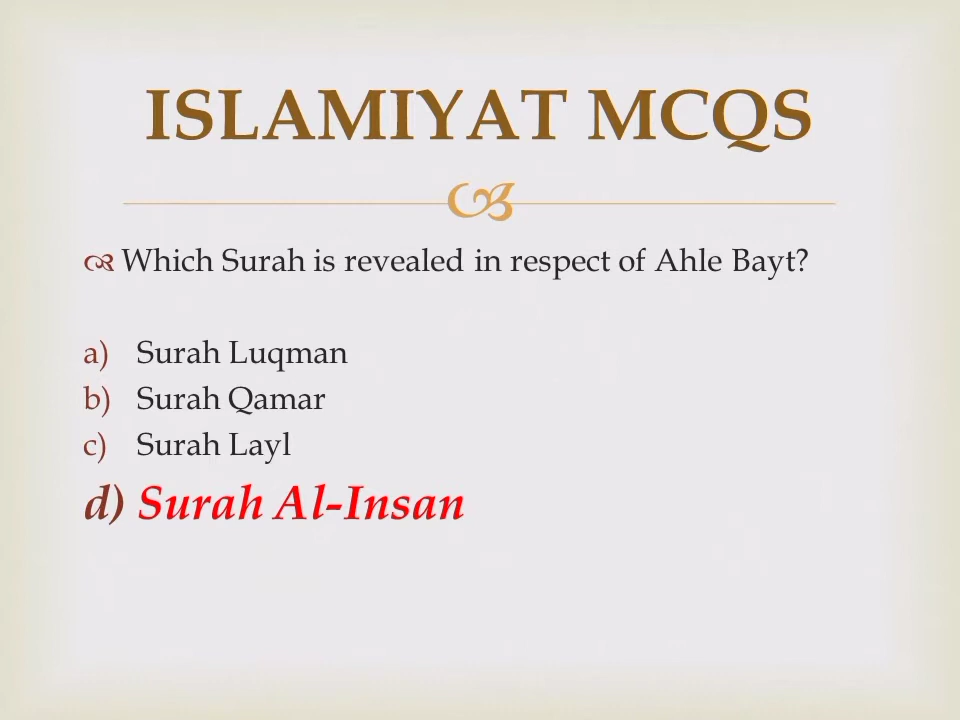 ISLAMIYAT MCQS
Which Surah is revealed in respect of Ahle Bayt?
a) Surah Luqman
b) Surah Qamar
c) Surah Layl
d) Surah Al-Insan